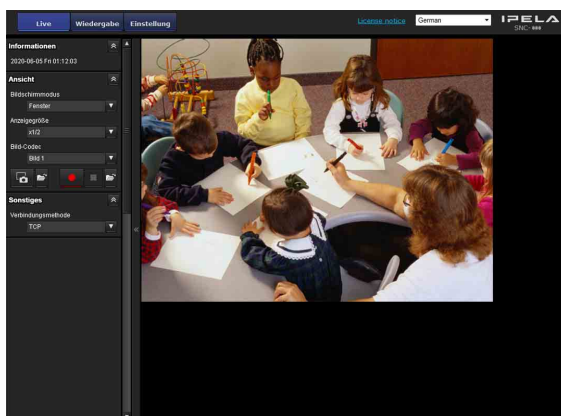 Live Wiedergabe Einstellung License notice German IPELA
SNC-
Informationen
2020-06-05 Fri 01:12:03
Ansicht
Bildschirmmodus
Fenster
Anzeigegröße
x1/2
Bild-Codec
Bild 1
Sonstiges
Verbindungsmethode
TCP